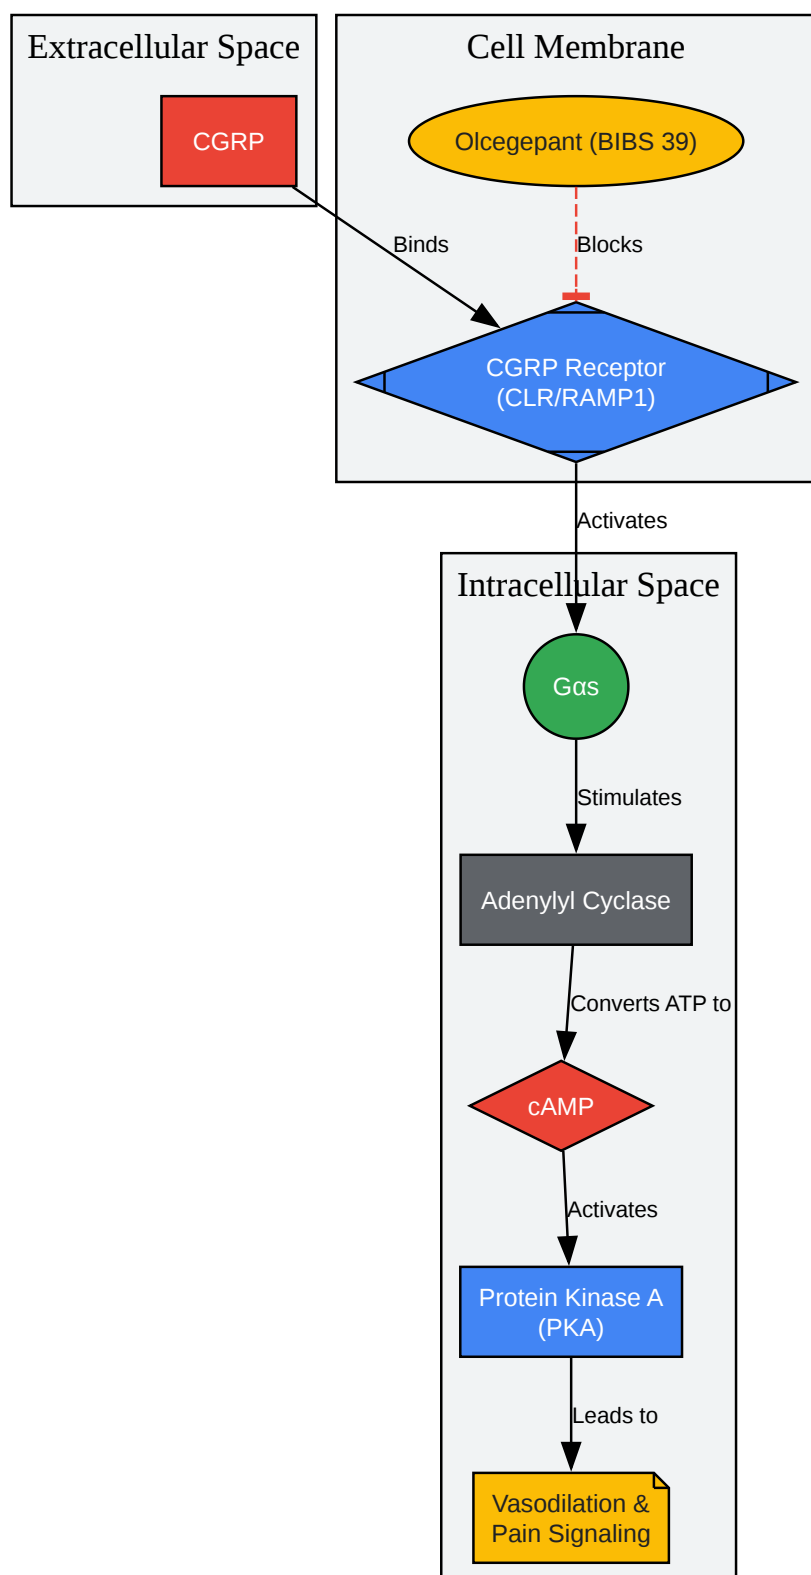 Extracellular Space
Cell Membrane
CGRP
Olcegepant (BIBS 39)
Binds
Blocks
CGRP Receptor
(CLR/RAMP1)
Activates
Intracellular Space
Gαs
Stimulates
Adenylyl Cyclase
Converts ATP to
cAMP
Activates
Protein Kinase A
(PKA)
Leads to
Vasodilation &
Pain Signaling